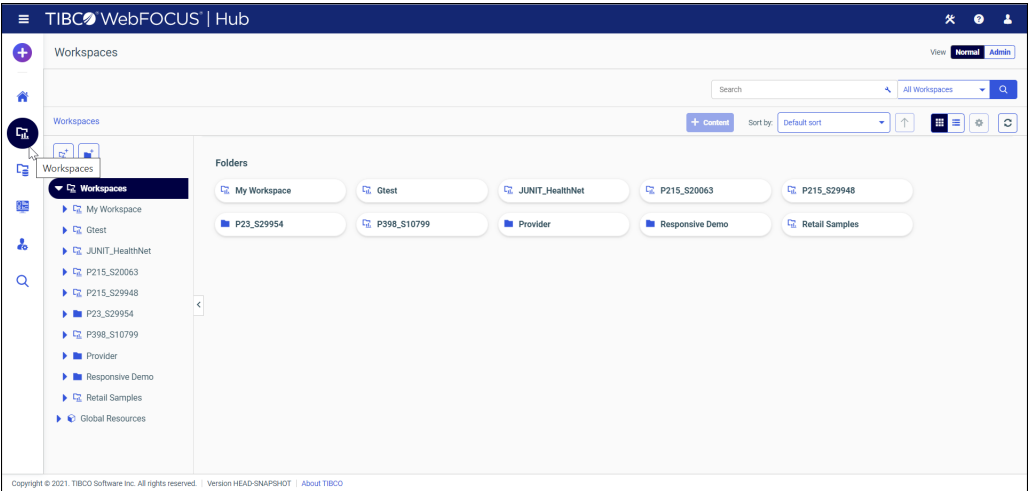 TIBCO® WebFOCUS® | Hub
Workspaces
View Normal Admin
Search
All Workspaces
Workspaces
+ Content
Sort by:
Default sort
Workspaces
Workspaces
My Workspace
Gtest
JUNIT_HealthNet
P215_S20063
P215_S29948
P23_S29954
P398_S10799
Provider
Responsive Demo
Retail Samples
Global Resources
Folders
My Workspace
Gtest
JUNIT_HealthNet
P215_S20063
P215_S29948
P23_S29954
P398_S10799
Provider
Responsive Demo
Retail Samples
Copyright © 2021. TIBCO Software Inc. All rights reserved. | Version HEAD-SNAPSHOT | About TIBCO